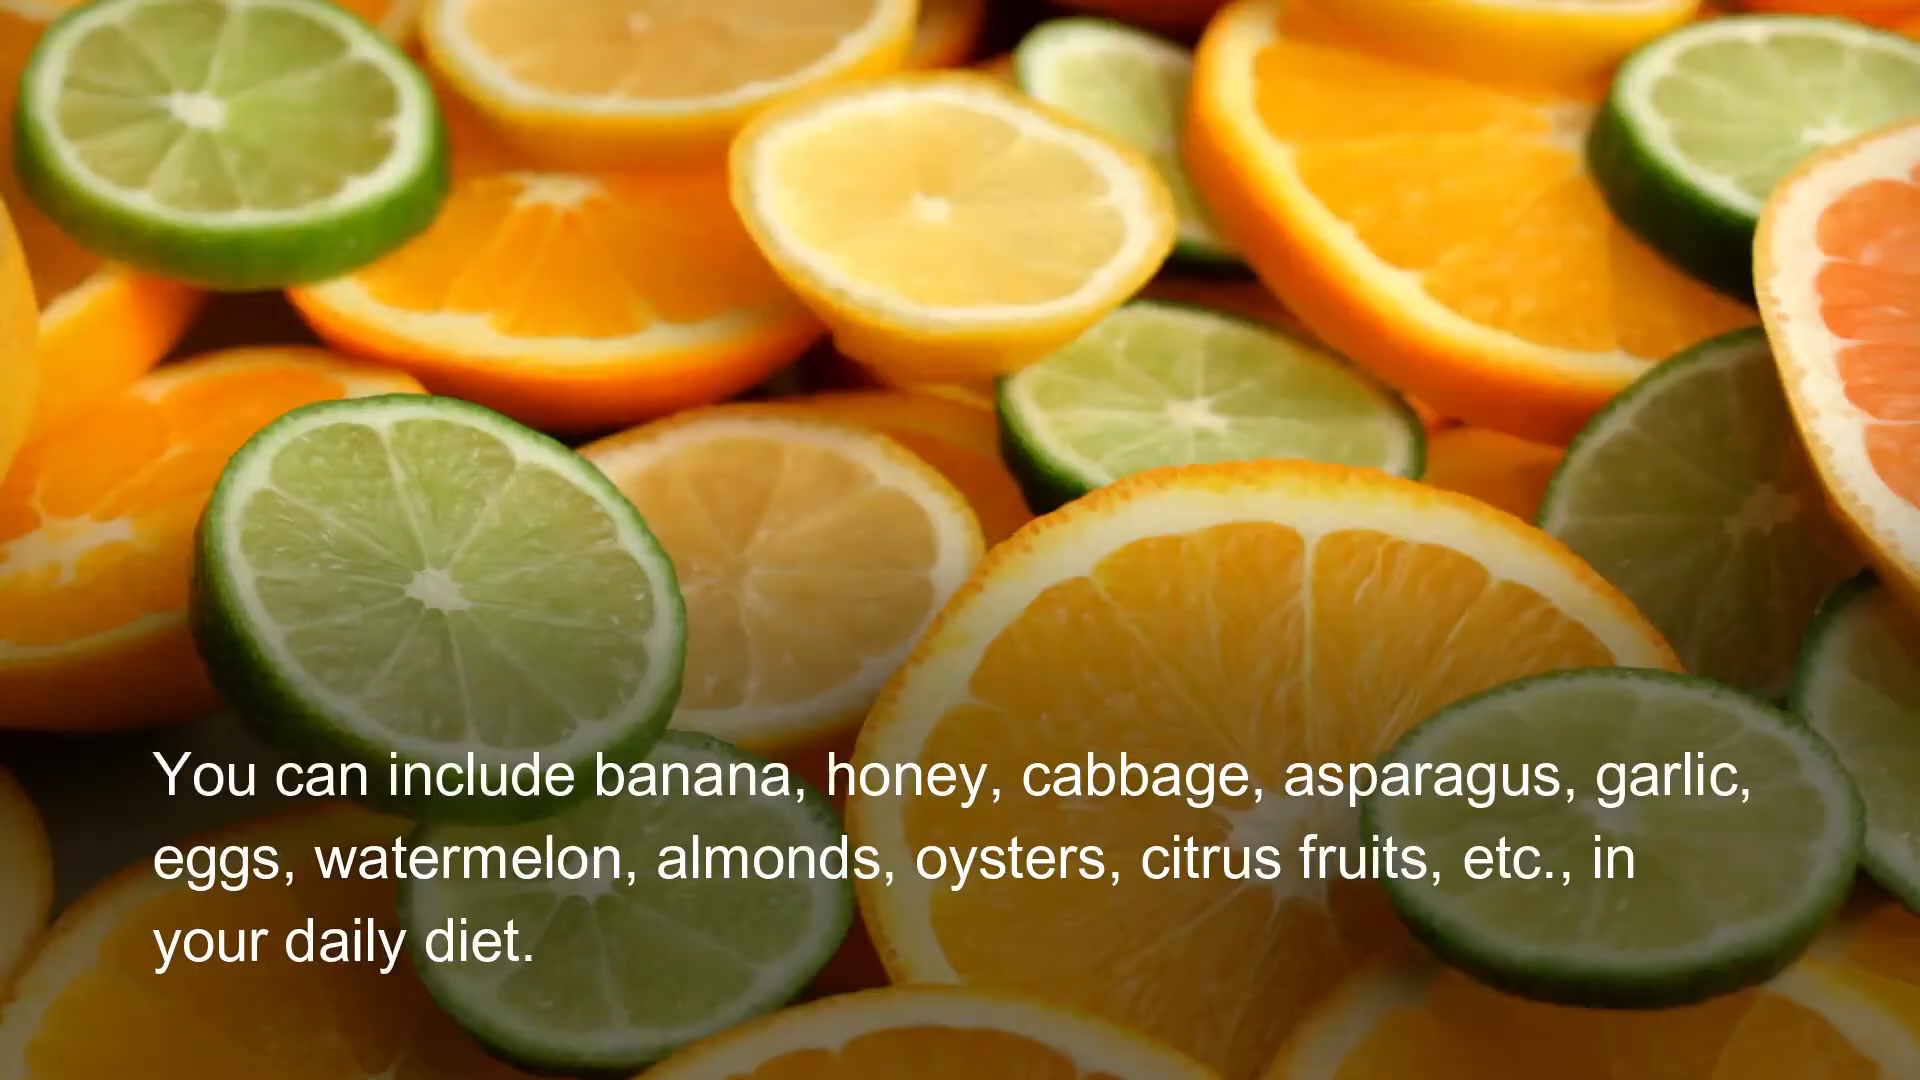 You can include banana, honey, cabbage, asparagus, garlic,
eggs, watermelon, almonds, oysters, citrus fruits, etc., in
your daily diet.